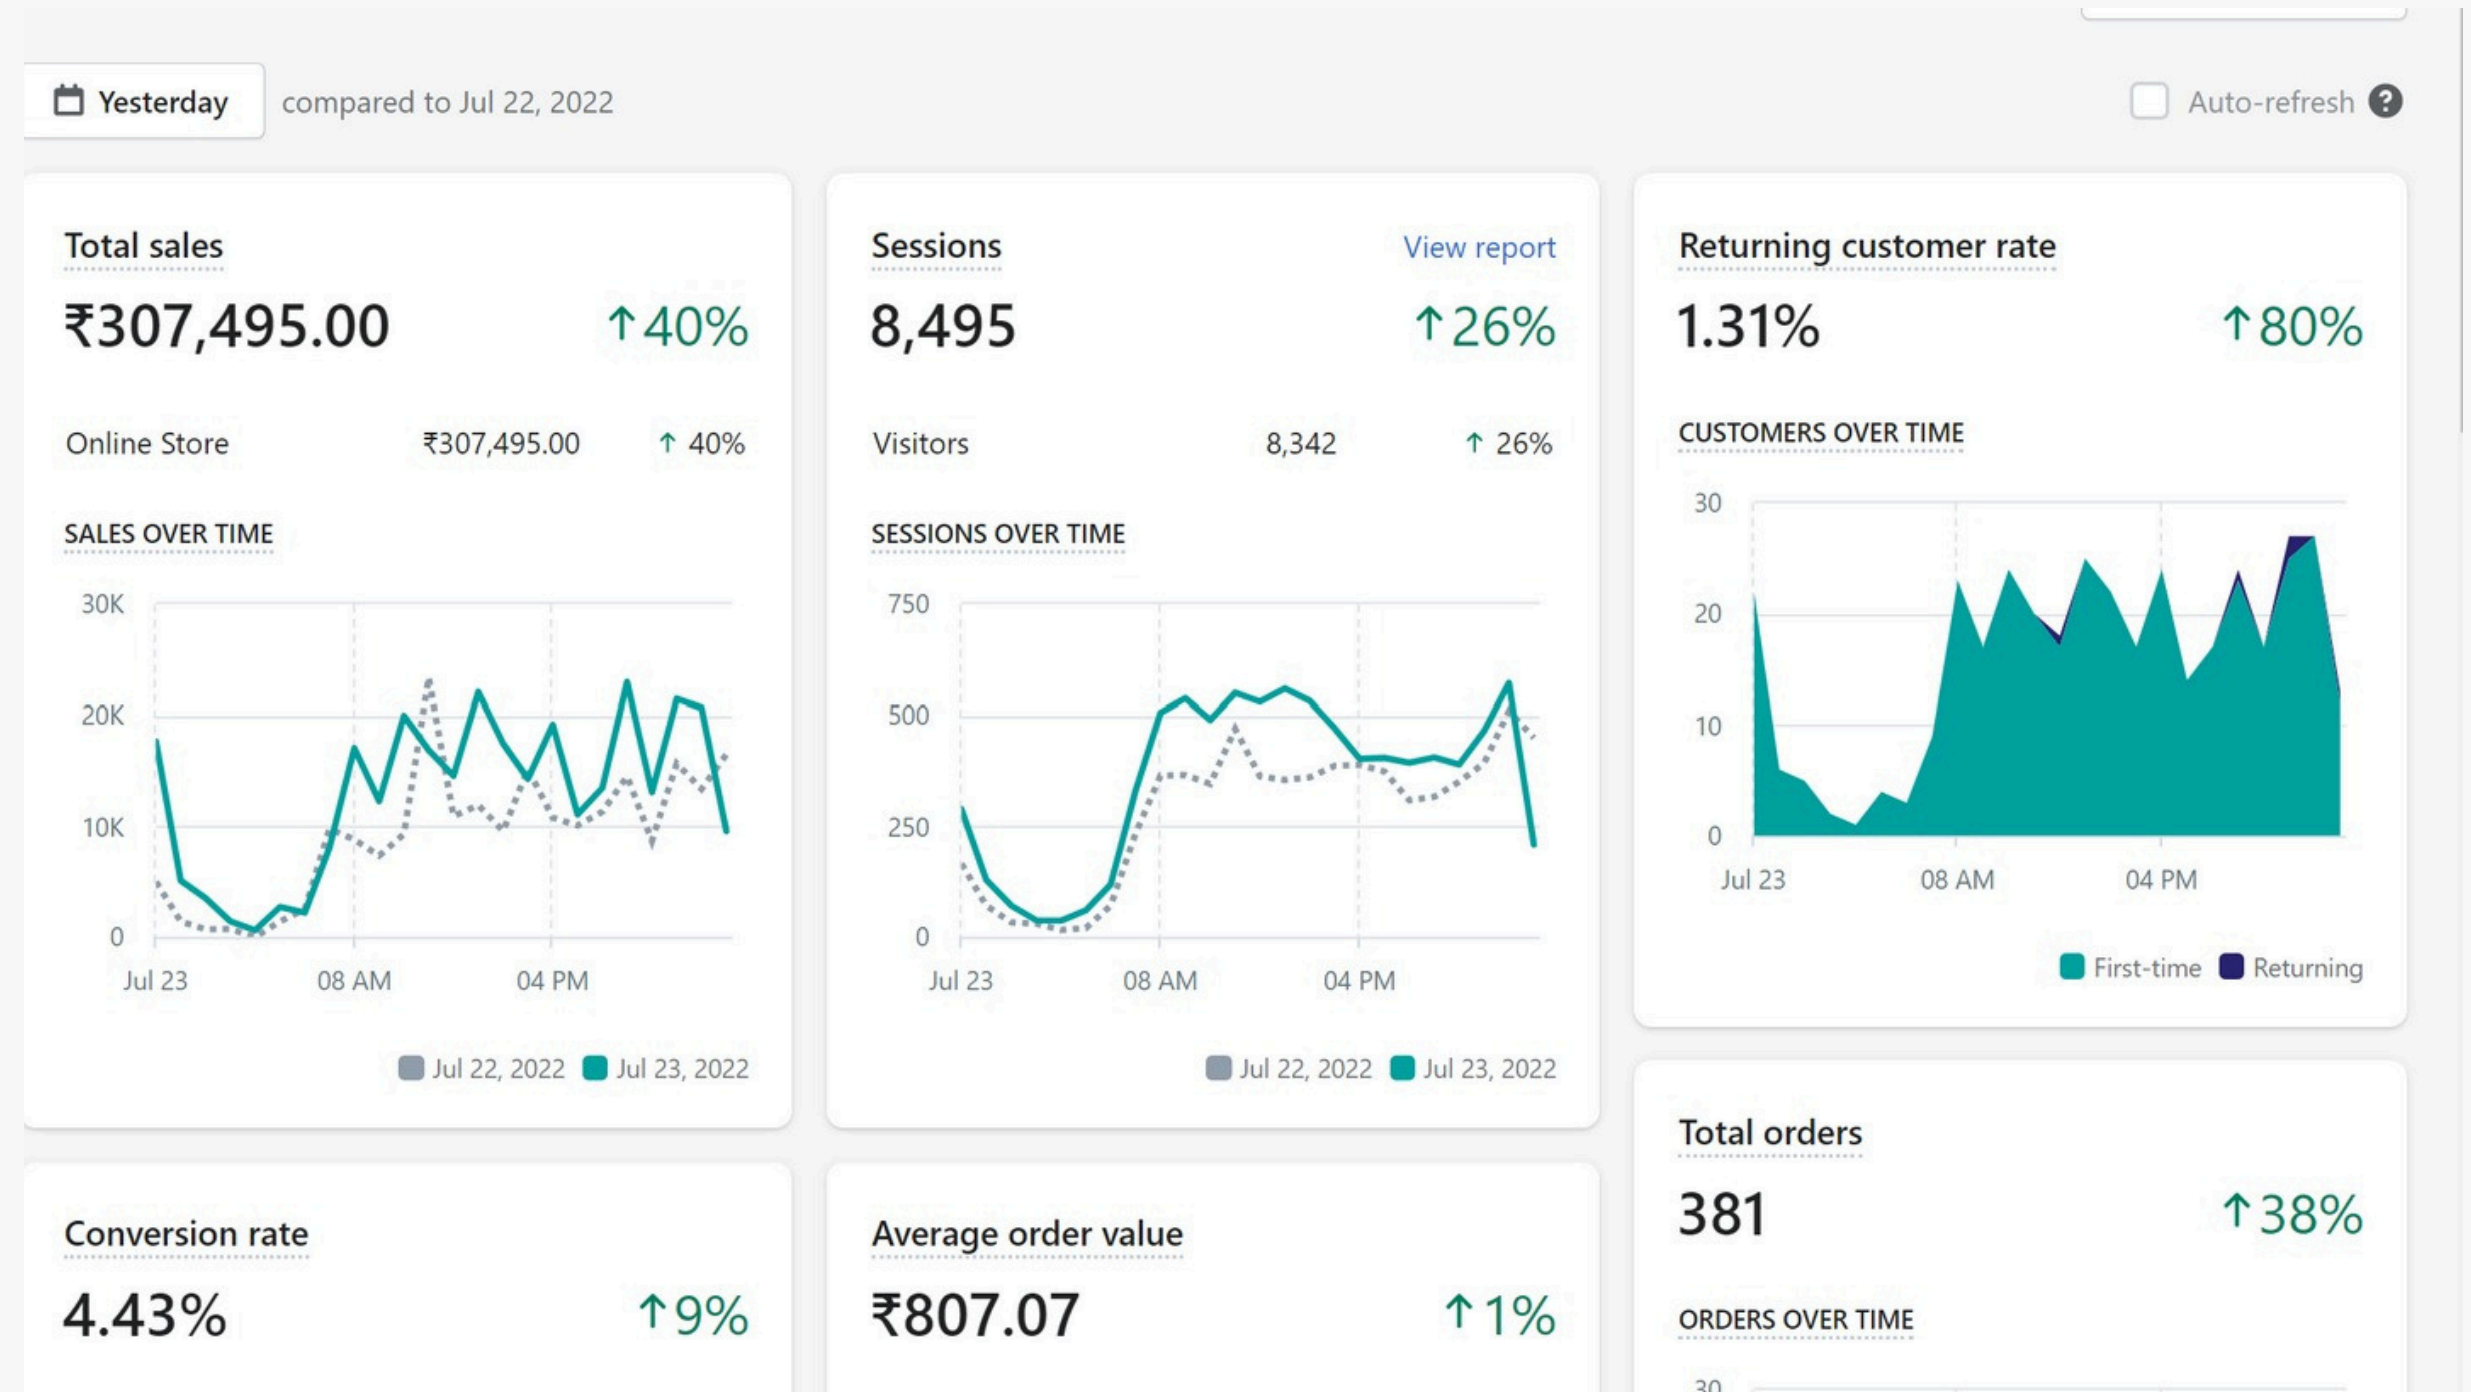 Yesterday compared to Jul 22, 2022
Auto-refresh ?
Total sales
₹307,495.00 ↑40%
Online Store ₹307,495.00 ↑ 40%
SALES OVER TIME
30K
20K
10K
0
Jul 23 08 AM 04 PM
Jul 22, 2022 Jul 23, 2022
Sessions View report
8,495 ↑26%
Visitors 8,342 ↑ 26%
SESSIONS OVER TIME
750
500
250
0
Jul 23 08 AM 04 PM
Jul 22, 2022 Jul 23, 2022
Returning customer rate
1.31% ↑80%
CUSTOMERS OVER TIME
30
20
10
0
Jul 23 08 AM 04 PM
First-time Returning
Conversion rate
4.43% ↑9%
Average order value
₹807.07 ↑1%
Total orders
381 ↑38%
ORDERS OVER TIME
30